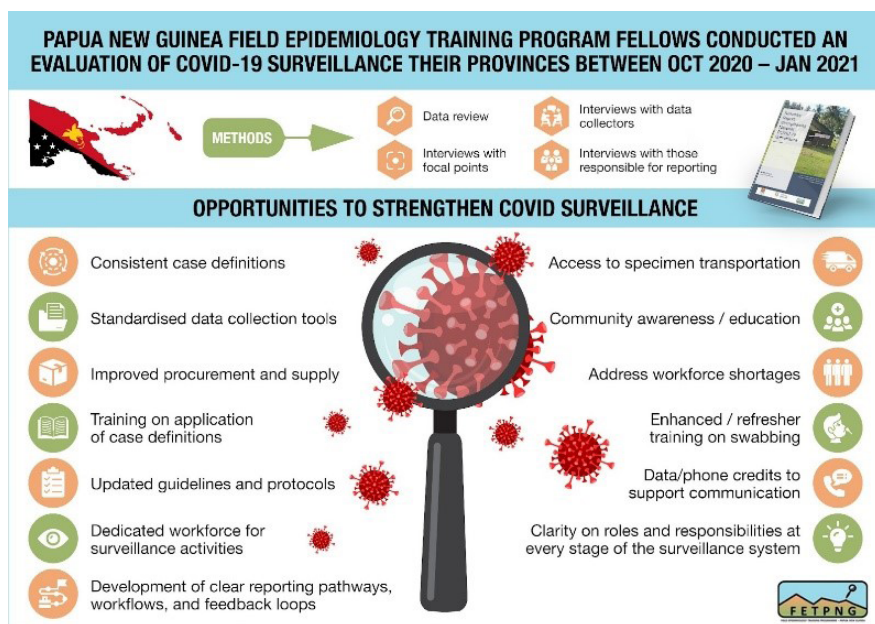 PAPUA NEW GUINEA FIELD EPIDEMIOLOGY TRAINING PROGRAM FELLOWS CONDUCTED AN
EVALUATION OF COVID-19 SURVEILLANCE THEIR PROVINCES BETWEEN OCT 2020 – JAN 2021
METHODS
Data review
Interviews with
focal points
Interviews with data
collectors
Interviews with those
responsible for reporting
OPPORTUNITIES TO STRENGTHEN COVID SURVEILLANCE
Consistent case definitions
Standardised data collection tools
Improved procurement and supply
Training on application
of case definitions
Updated guidelines and protocols
Dedicated workforce for
surveillance activities
Development of clear reporting pathways,
workflows, and feedback loops
Access to specimen transportation
Community awareness / education
Address workforce shortages
Enhanced / refresher
training on swabbing
Data/phone credits to
support communication
Clarity on roles and responsibilities at
every stage of the surveillance system
FETPNG